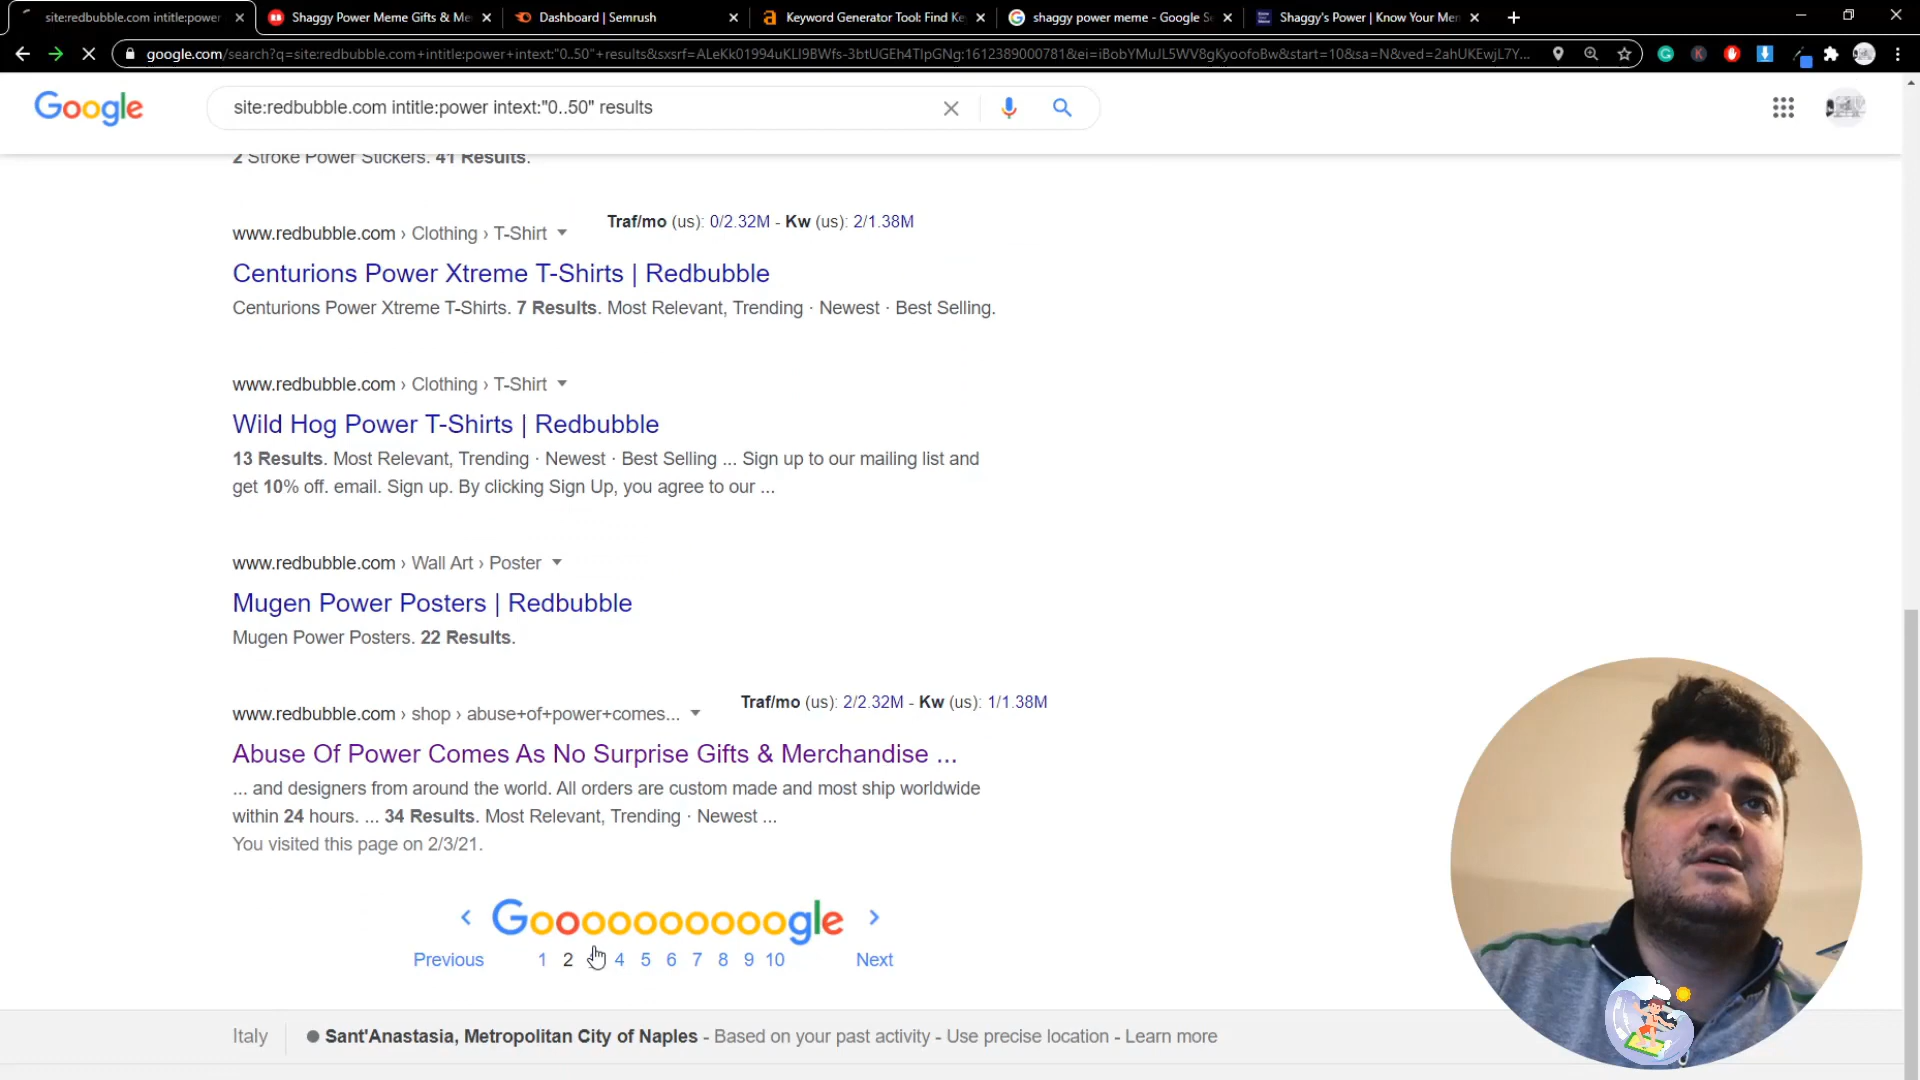 site:redbubble.com intitle:power
Shaggy Power Meme Gifts & Me
Dashboard | Semrush
Keyword Generator Tool: Find Ke
shaggy power meme - Google Se
Shaggy's Power | Know Your Mem
google.com/search?q=site:redbubble.com+intitle:power+intext:"0..50"+results&sxsrf=ALeKk01994uKLI9BWfs-3btUGEh4TIpGNg:1612389000781&ei=iBobYMuJL5WV8gKyoofoBw&start=10&sa=N&ved=2ahUKEwjL7Y...
Google
site:redbubble.com intitle:power intext:"0..50" results
2 Stroke Power Stickers. 41 Results.
www.redbubble.com › Clothing › T-Shirt
Traf/mo (us): 0/2.32M - Kw (us): 2/1.38M
Centurions Power Xtreme T-Shirts | Redbubble
Centurions Power Xtreme T-Shirts. 7 Results. Most Relevant, Trending · Newest · Best Selling.
www.redbubble.com › Clothing › T-Shirt
Wild Hog Power T-Shirts | Redbubble
13 Results. Most Relevant, Trending · Newest · Best Selling ... Sign up to our mailing list and
get 10% off. email. Sign up. By clicking Sign Up, you agree to our ...
www.redbubble.com › Wall Art › Poster
Mugen Power Posters | Redbubble
Mugen Power Posters. 22 Results.
www.redbubble.com › shop › abuse+of+power+comes...
Traf/mo (us): 2/2.32M - Kw (us): 1/1.38M
Abuse Of Power Comes As No Surprise Gifts & Merchandise ...
... and designers from around the world. All orders are custom made and most ship worldwide
within 24 hours. ... 34 Results. Most Relevant, Trending · Newest ...
You visited this page on 2/3/21.
Goooooooooogle
Previous 1 2 4 5 6 7 8 9 10 Next
Italy Sant'Anastasia, Metropolitan City of Naples - Based on your past activity - Use precise location - Learn more